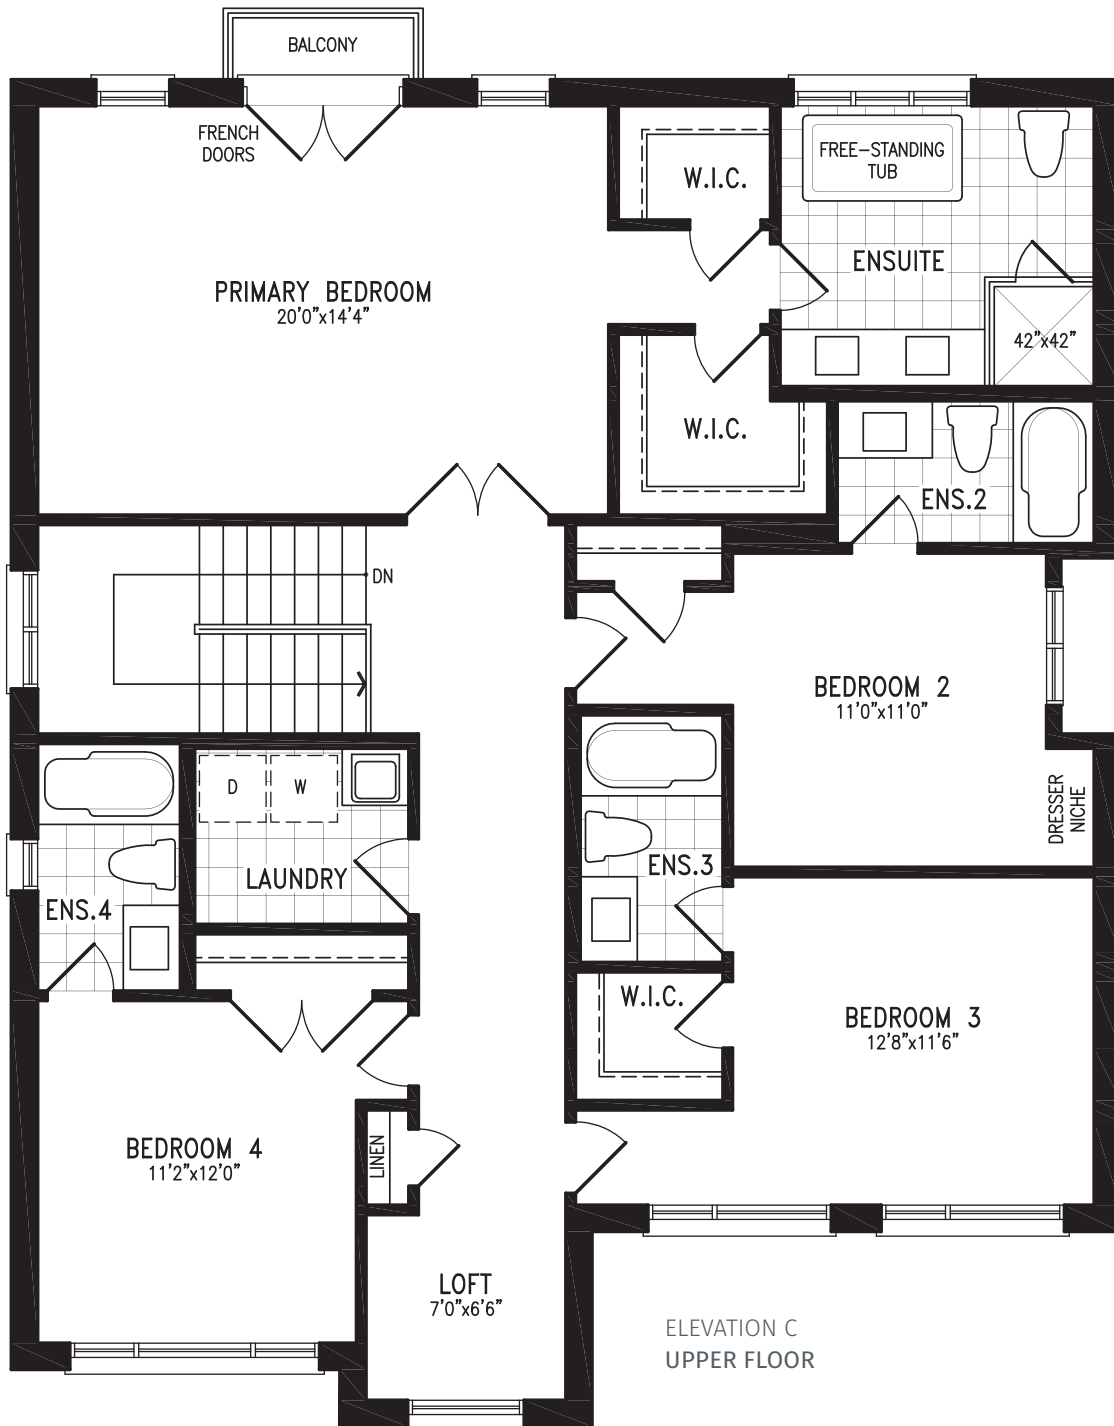 BALCONY
FRENCH
DOORS
W.I.C.
FREE-STANDING
TUB
ENSUITE
PRIMARY BEDROOM
20'0"x14'4"
42"x42"
W.I.C.
ENS.2
DN
BEDROOM 2
11'0"x11'0"
D
W
DRESSER
NICHE
LAUNDRY
ENS.3
ENS.4
W.I.C.
BEDROOM 3
12'8"x11'6"
BEDROOM 4
11'2"x12'0"
LINEN
LOFT
7'0"x6'6"
ELEVATION C
UPPER FLOOR